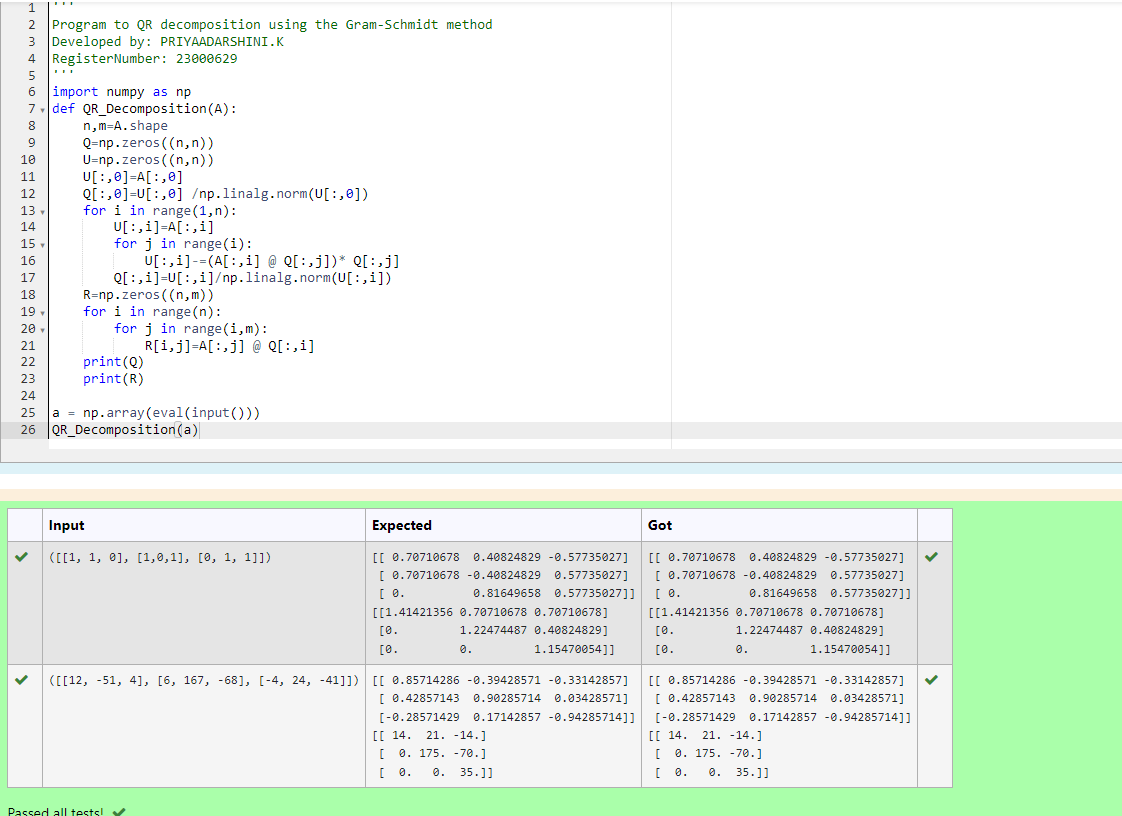 1 '''
2 Program to QR decomposition using the Gram-Schmidt method
3 Developed by: PRIYAADARSHINI.K
4 RegisterNumber: 23000629
5 '''
6 import numpy as np
7 def QR_Decomposition(A):
8     n,m=A.shape
9     Q=np.zeros((n,n))
10     U=np.zeros((n,n))
11     U[:,0]=A[:,0]
12     Q[:,0]=U[:,0] /np.linalg.norm(U[:,0])
13     for i in range(1,n):
14         U[:,i]=A[:,i]
15         for j in range(i):
16             U[:,i]-=(A[:,i] @ Q[:,j])* Q[:,j]
17         Q[:,i]=U[:,i]/np.linalg.norm(U[:,i])
18     R=np.zeros((n,m))
19     for i in range(n):
20         for j in range(i,m):
21             R[i,j]=A[:,j] @ Q[:,i]
22     print(Q)
23     print(R)
24
25 a = np.array(eval(input()))
26 QR_Decomposition(a)
Input Expected Got
([[1, 1, 0], [1,0,1], [0, 1, 1]]) [[ 0.70710678  0.40824829 -0.57735027] [[ 0.70710678  0.40824829 -0.57735027]
[ 0.70710678 -0.40824829  0.57735027] [ 0.70710678 -0.40824829  0.57735027]
[ 0.          0.81649658  0.57735027]] [ 0.          0.81649658  0.57735027]]
[[1.41421356 0.70710678 0.70710678] [[1.41421356 0.70710678 0.70710678]
[0.         1.22474487 0.40824829] [0.         1.22474487 0.40824829]
[0.         0.         1.15470054]] [0.         0.         1.15470054]]
([[12, -51, 4], [6, 167, -68], [-4, 24, -41]]) [[ 0.85714286 -0.39428571 -0.33142857] [[ 0.85714286 -0.39428571 -0.33142857]
[ 0.42857143  0.90285714  0.03428571] [ 0.42857143  0.90285714  0.03428571]
[-0.28571429  0.17142857 -0.94285714]] [-0.28571429  0.17142857 -0.94285714]]
[[ 14.  21. -14.] [[ 14.  21. -14.]
[  0. 175. -70.] [  0. 175. -70.]
[  0.   0.  35.]] [  0.   0.  35.]]
Passed all tests!